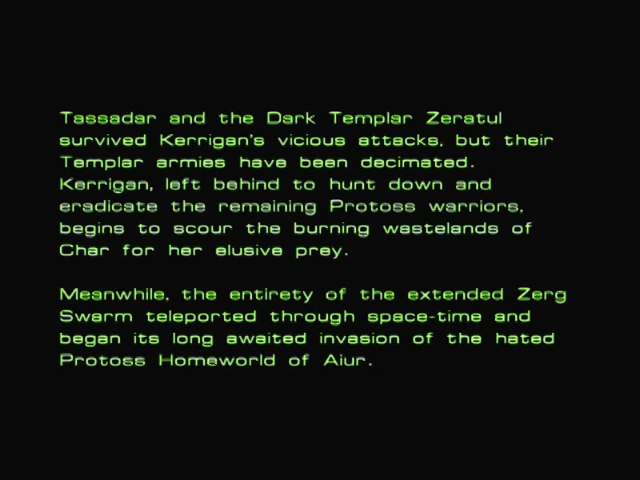 Tassadar and the Dark Templar Zeratul
survived Kerrigan's vicious attacks, but their
Templar armies have been decimated.
Kerrigan, left behind to hunt down and
eradicate the remaining Protoss warriors,
begins to scour the burning wastelands of
Char for her elusive prey.
Meanwhile, the entirety of the extended Zerg
Swarm teleported through space-time and
began its long awaited invasion of the hated
Protoss Homeworld of Aiur.